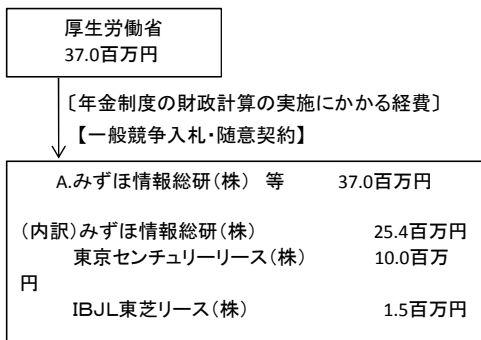 厚生労働省
37.0百万円
〔年金制度の財政計算の実施にかかる経費〕
【一般競争入札・随意契約】
A.みずほ情報総研(株) 等 37.0百万円
(内訳)みずほ情報総研(株) 25.4百万円
東京センチュリーリース(株) 10.0百万
円
IBJL東芝リース(株) 1.5百万円